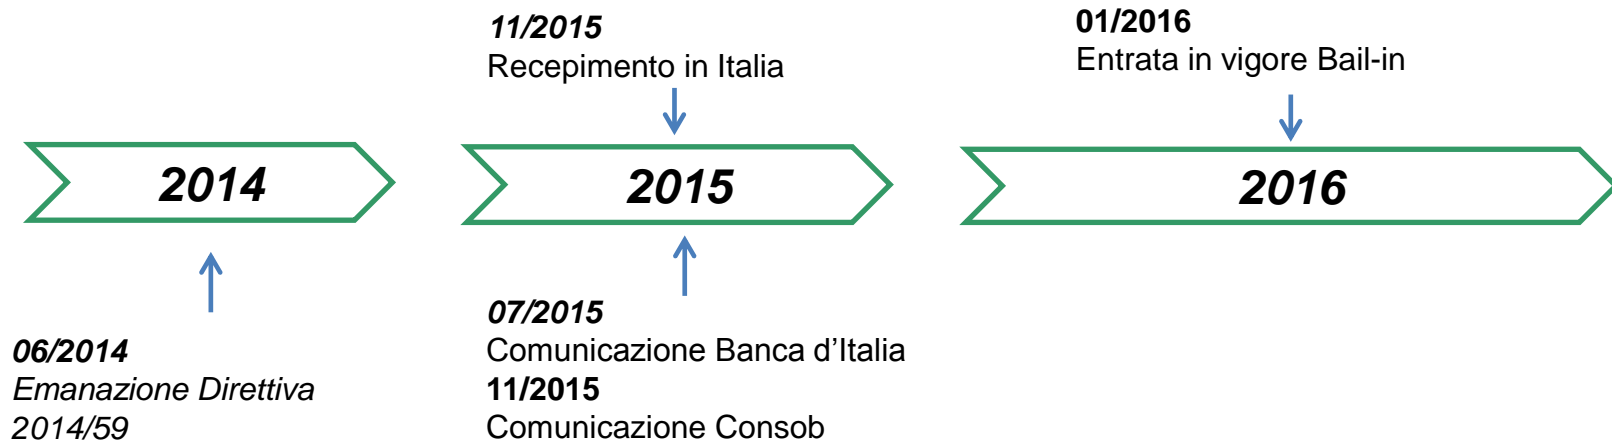 11/2015
Recepimento in Italia
01/2016
Entrata in vigore Bail-in
2014
2015
2016
06/2014
Emanazione Direttiva
2014/59
07/2015
Comunicazione Banca d’Italia
11/2015
Comunicazione Consob